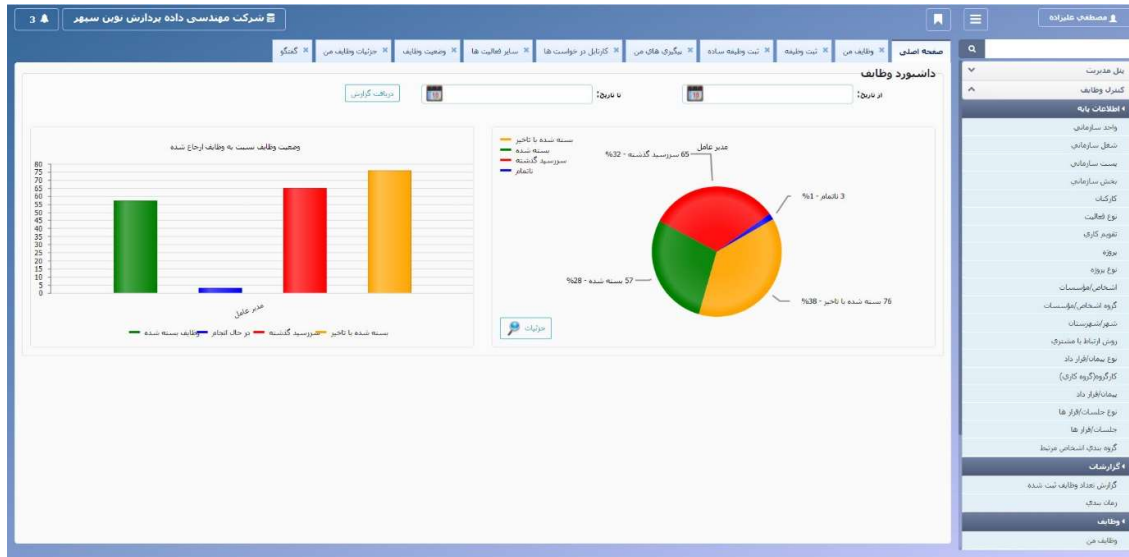 مصطفی علیزاده
شرکت مهندسی داده پردازش نوین سپهر
3
صفحه اصلی
وظایف من
ثبت وظیفه
ثبت وظیفه ساده
پیگیری های من
کارتابل در خواست ها
سایر فعالیت ها
وضعیت وظایف
جزئیات وظایف من
گفتگو
پنل مدیریت
کنترل وظایف
اطلاعات پایه
واحد سازمانی
شغل سازمانی
پست سازمانی
بخش سازمانی
کارکنان
نوع فعالیت
تقویم کاری
پروژه
نوع پروژه
اشخاص/مؤسسات
گروه اشخاص/مؤسسات
شهر/شهرستان
روش ارتباط با مشتری
نوع پیمان/قرار داد
کارگروه(گروه کاری)
پیمان/قرار داد
نوع جلسات/قرار ها
جلسات/قرار ها
گروه بندی اشخاص مرتبط
گزارشات
گزارش تعداد وظایف ثبت شده
زمان بندی
وظایف
وظایف من
داشبورد وظایف
از تاریخ:
تا تاریخ:
دریافت گزارش
بسته شده با تاخیر
بسته شده
سررسید گذشته
ناتمام
مدیر عامل
65 سررسید گذشته - 32%
3 ناتمام - 1%
57 بسته شده - 28%
76 بسته شده با تاخیر - 38%
جزئیات
وضعیت وظایف نسبت به وظایف ارجاع شده
80
75
70
65
60
55
50
45
40
35
30
25
20
15
10
5
0
مدیر عامل
بسته شده با تاخیر
سررسید گذشته
در حال انجام
وظایف بسته شده